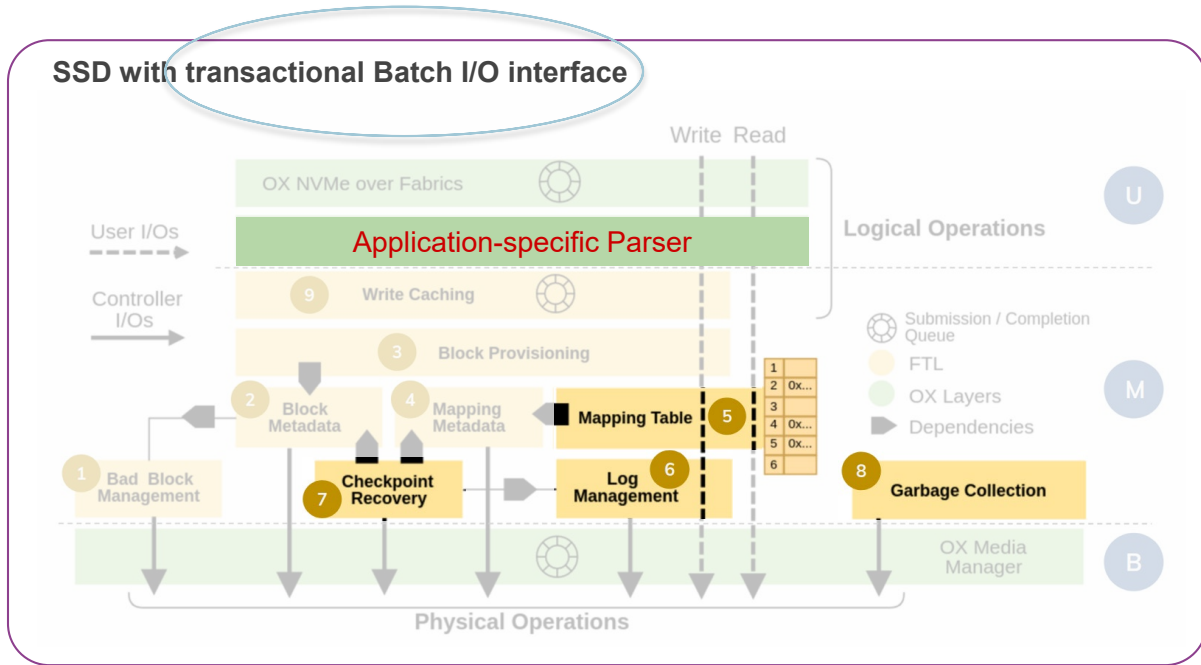 SSD with transactional Batch I/O interface
Write Read
OX NVMe over Fabrics
U
User I/Os
Application-specific Parser
Logical Operations
Controller
I/Os
9
Write Caching
Submission / Completion
Queue
3
Block Provisioning
FTL
M
OX Layers
Dependencies
2
Block
Metadata
4
Mapping
Metadata
Mapping Table
5
1
2 0x...
3
4 0x...
5 0x...
6
1
Bad Block
Management
7
Checkpoint
Recovery
6
Log
Management
8
Garbage Collection
OX Media
Manager
B
Physical Operations